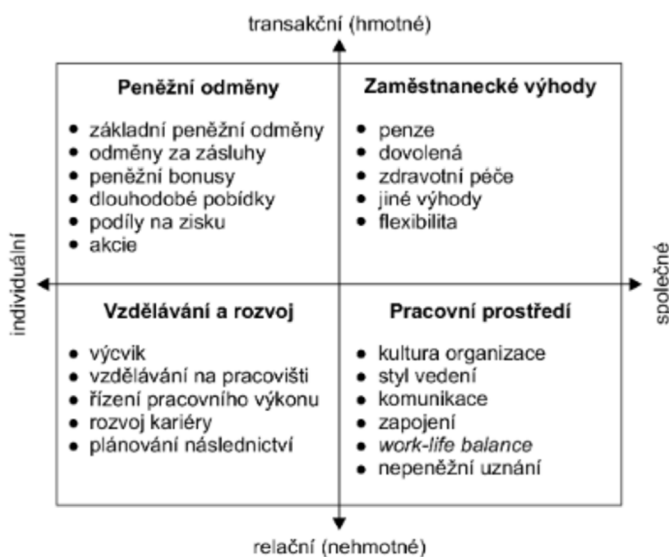 transakční (hmotné)
Peněžní odměny
• základní peněžní odměny
• odměny za zásluhy
• peněžní bonusy
• dlouhodobé pobídky
• podíly na zisku
• akcie
Zaměstnanecké výhody
• penze
• dovolená
• zdravotní péče
• jiné výhody
• flexibilita
individuální
společné
Vzdělávání a rozvoj
• výcvik
• vzdělávání na pracovišti
• řízení pracovního výkonu
• rozvoj kariéry
• plánování následnictví
Pracovní prostředí
• kultura organizace
• styl vedení
• komunikace
• zapojení
• work-life balance
• nepeněžní uznání
relační (nehmotné)